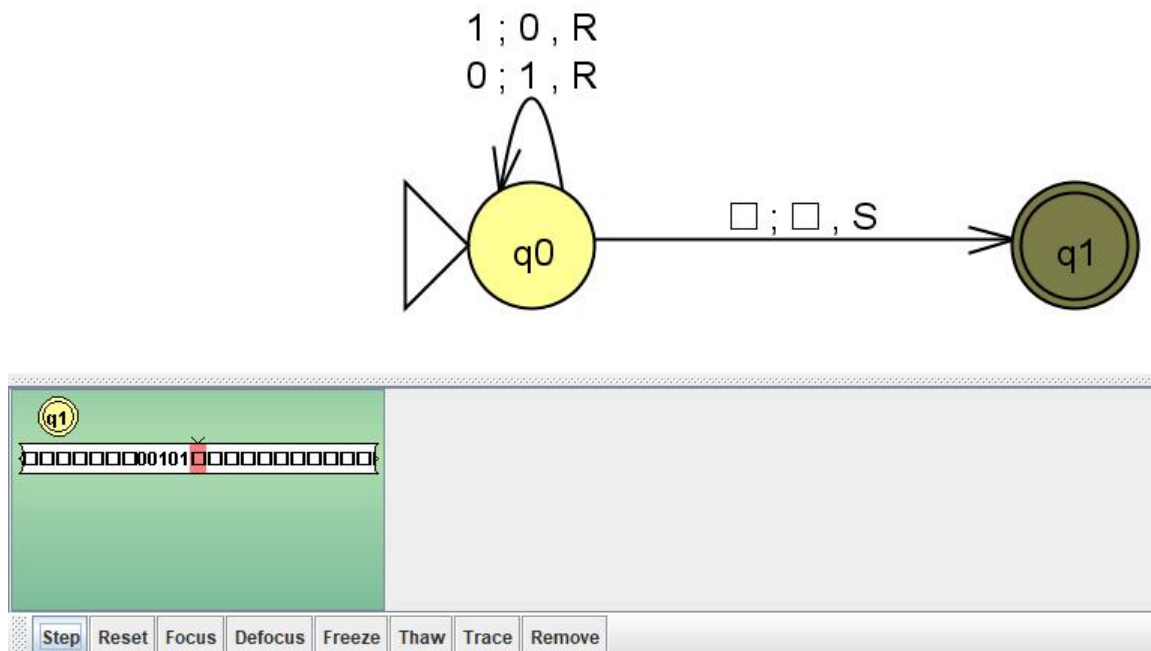 1 ; 0 , R
0 ; 1 , R
q0
□ ; □ , S
q1
q1
□□□□□□□00101□□□□□□□□□□□
Step Reset Focus Defocus Freeze Thaw Trace Remove